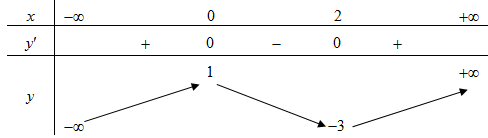 x −∞ 0 2 +∞
y′ + 0 − 0 +
1 +∞
y
−∞ −3